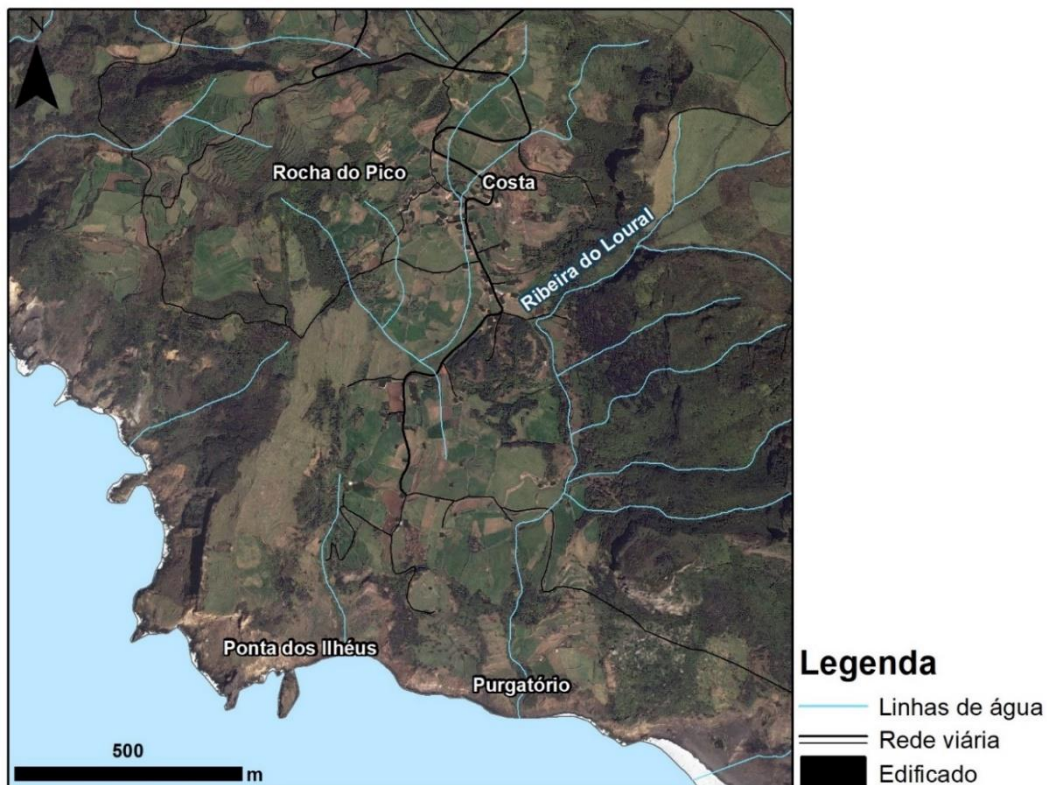 N
Rocha do Pico
Costa
Ribeira do Loural
Ponta dos Ilhéus
Purgatório
500
m
Legenda
Linhas de água
Rede viária
Edificado